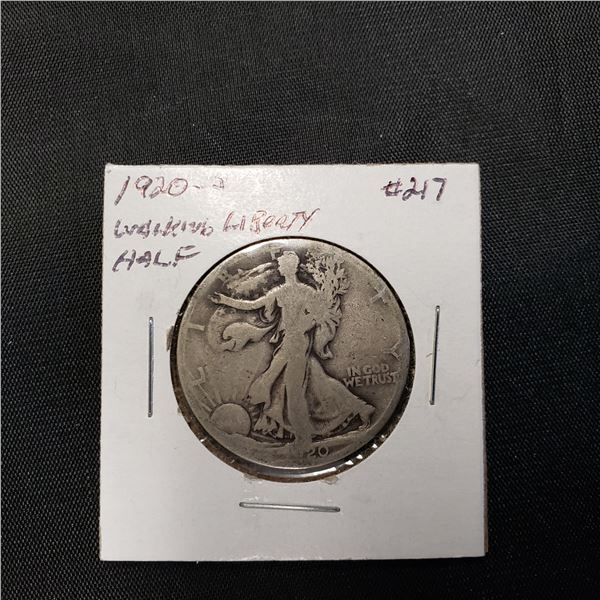 1920- #217
WALKING LIBERTY
HALF
IN GOD
WE TRUST
20